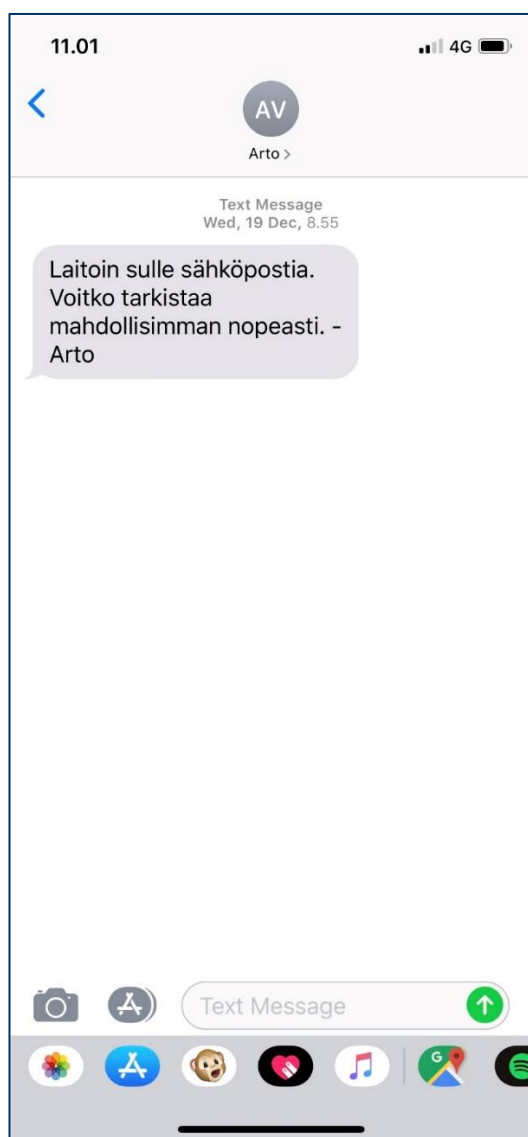 11.01
4G
AV
Arto >
Text Message
Wed, 19 Dec, 8.55
Laitoin sulle sähköpostia.
Voitko tarkistaa
mahdollisimman nopeasti. -
Arto
Text Message
G